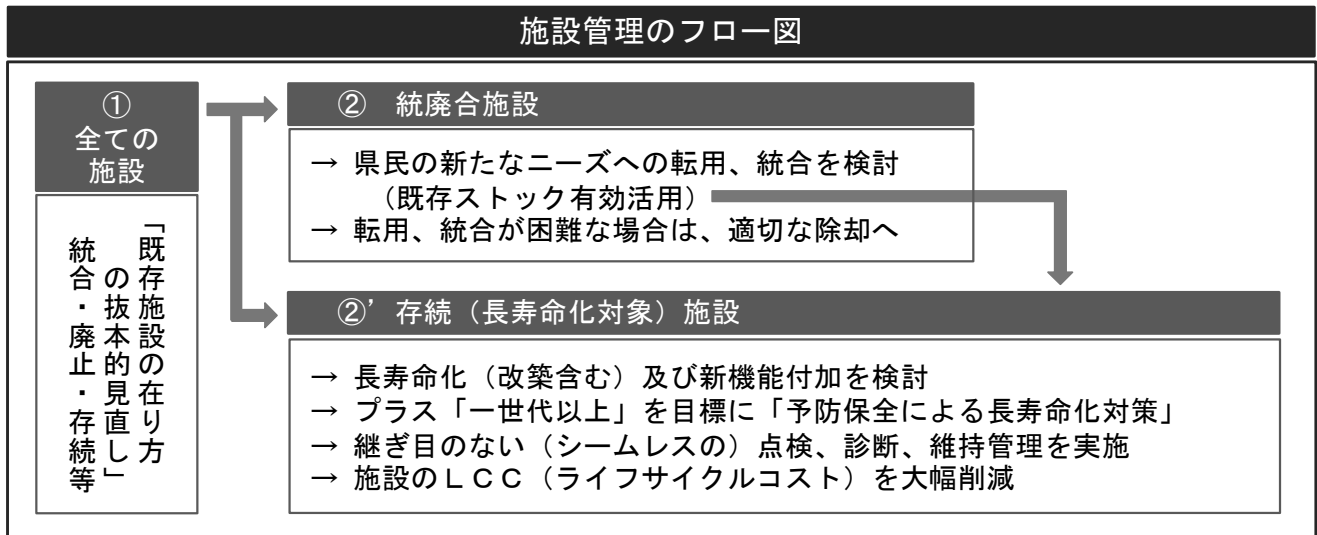 施設管理のフロー図
①
全ての
施設
「既存施設の在り方
の抜本的見直し」
統合・廃止・存続等
② 統廃合施設
→ 県民の新たなニーズへの転用、統合を検討
（既存ストック有効活用）
→ 転用、統合が困難な場合は、適切な除却へ
②’ 存続（長寿命化対象）施設
→ 長寿命化（改築含む）及び新機能付加を検討
→ プラス「一世代以上」を目標に「予防保全による長寿命化対策」
→ 継ぎ目のない（シームレスの）点検、診断、維持管理を実施
→ 施設のＬＣＣ（ライフサイクルコスト）を大幅削減